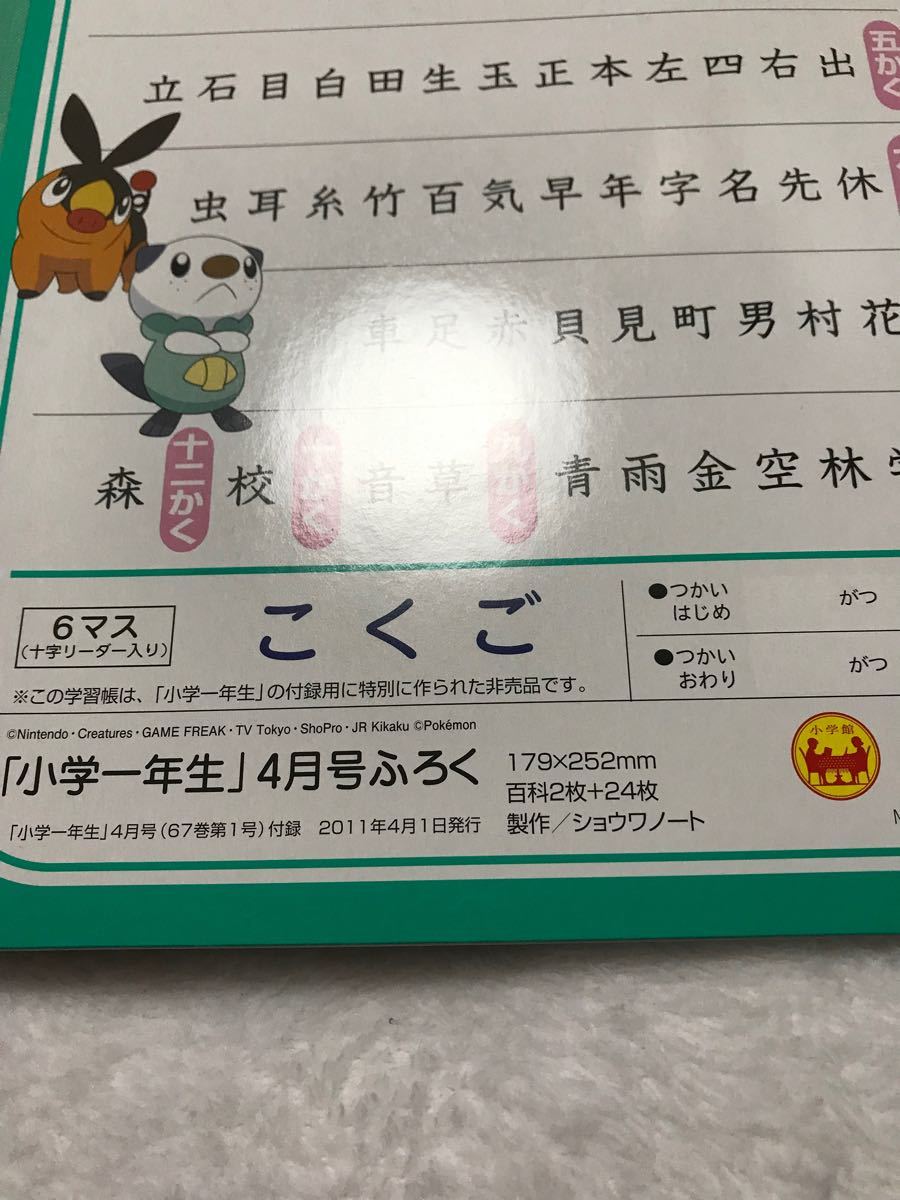 立石目白田生玉正本左四右出 五かく
虫耳糸竹百気早年字名先休
車足赤貝見町男村花
森 十二かく 校 十かく 音草 九かく 青雨金空林
6マス
(十字リーダー入り)
こくご
●つかい
はじめ
がつ
●つかい
おわり
がつ
※この学習帳は、「小学一年生」の付録用に特別に作られた非売品です。
©Nintendo・Creatures・GAME FREAK・TV Tokyo・ShoPro・JR Kikaku ©Pokémon
「小学一年生」4月号ふろく
「小学一年生」4月号(67巻第1号)付録 2011年4月1日発行
179×252mm
百科2枚+24枚
製作/ショウワノート
小学館